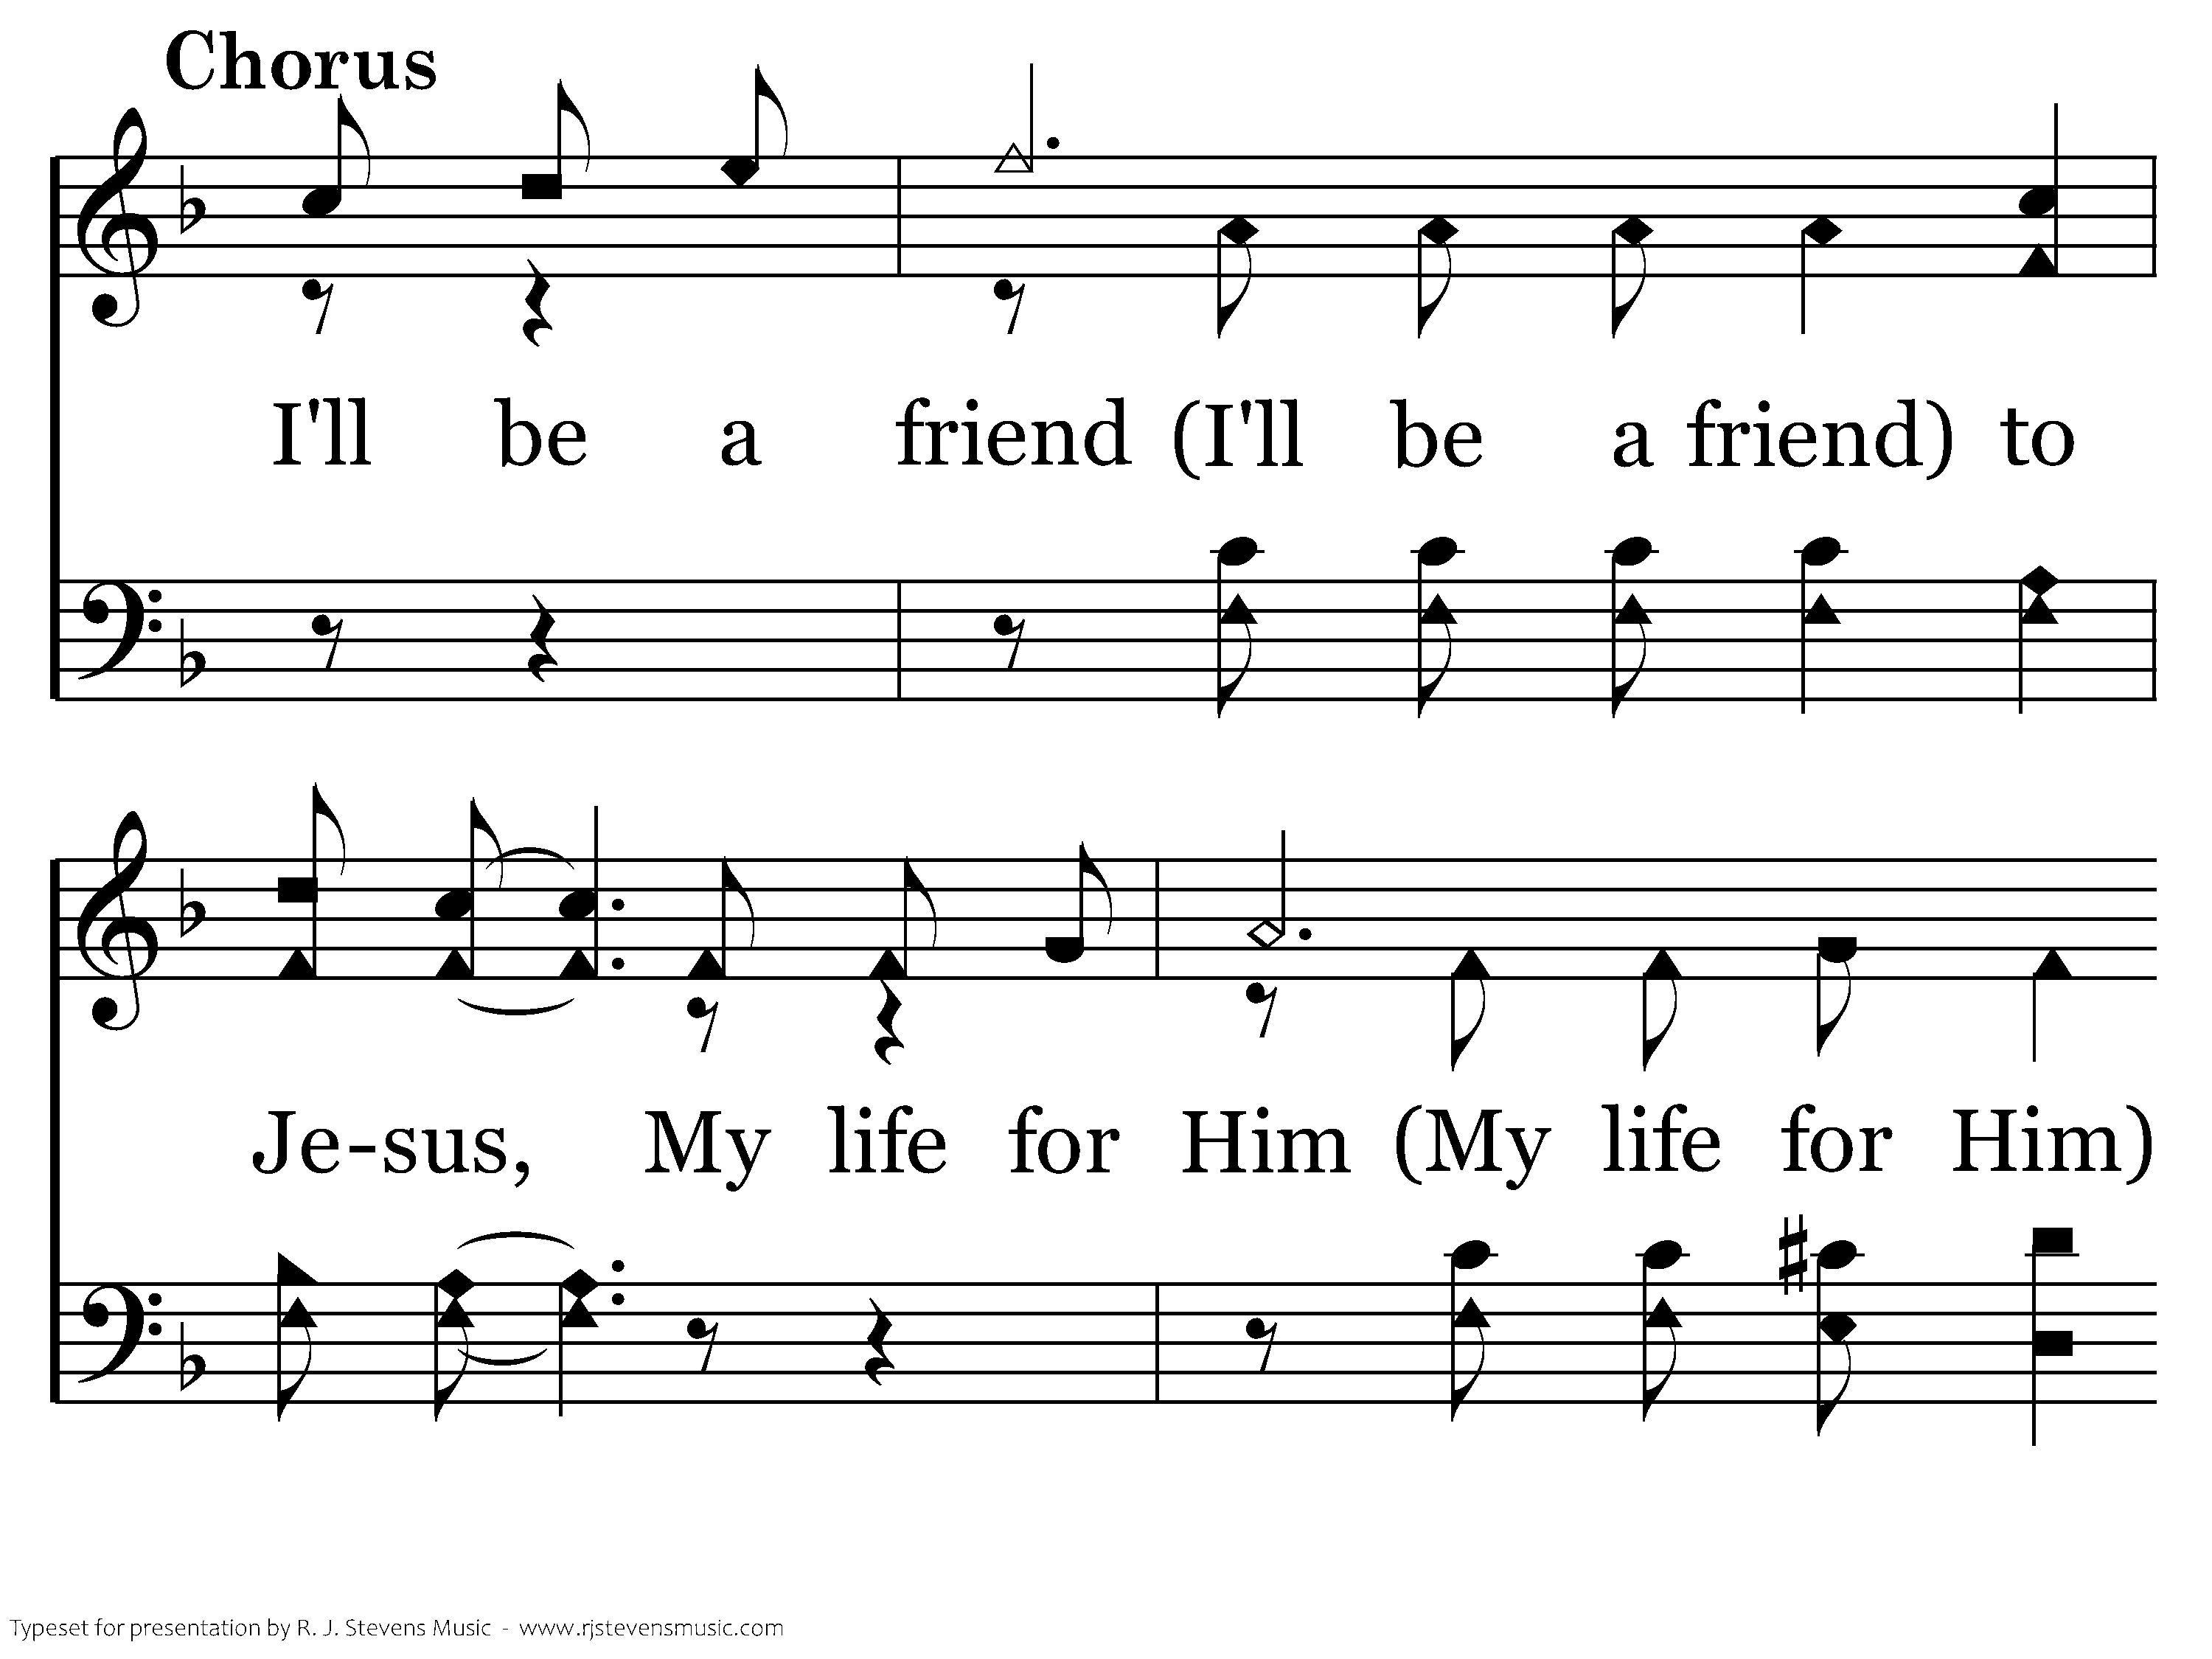 Chorus
I'll be a friend (I'll be a friend) to
Je-sus, My life for Him (My life for Him)
Typeset for presentation by R. J. Stevens Music - www.rjstevensmusic.com